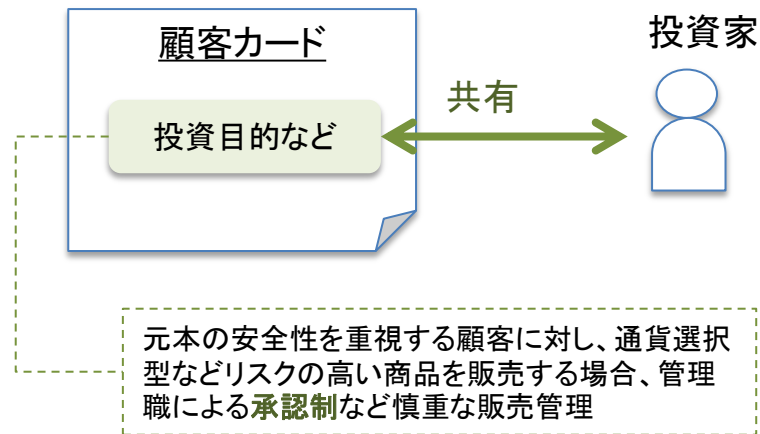 顧客カード
投資家
共有
投資目的など
元本の安全性を重視する顧客に対し、通貨選択
型などリスクの高い商品を販売する場合、管理
職による承認制など慎重な販売管理